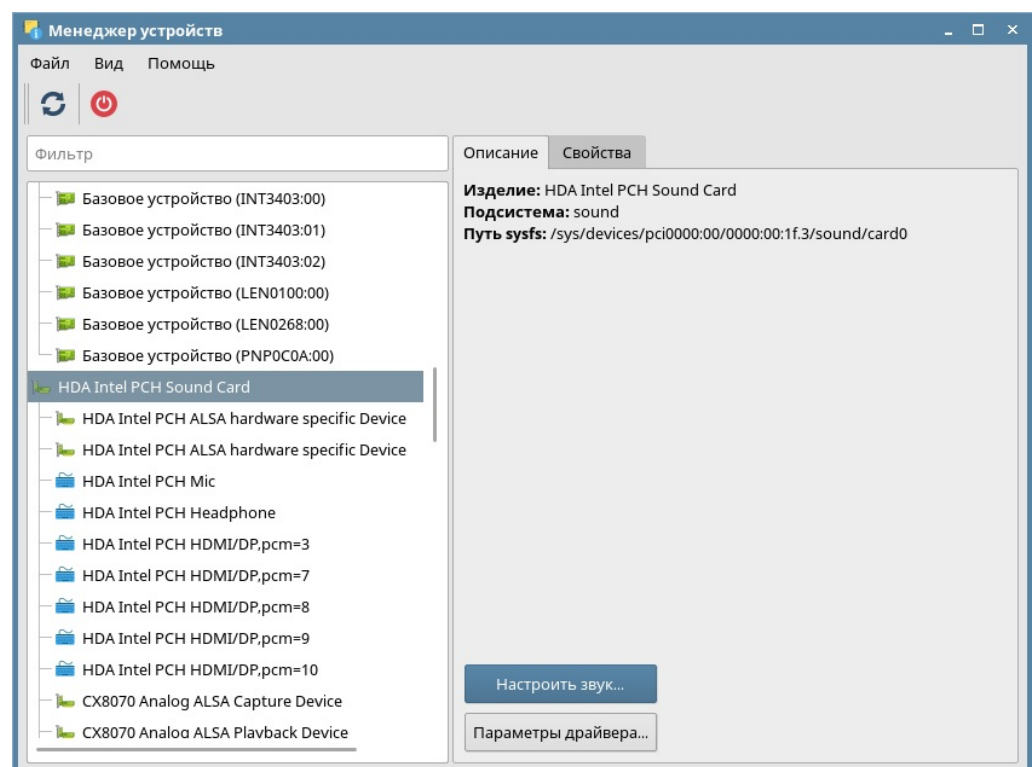 Менеджер устройств
Файл Вид Помощь
Фильтр
Базовое устройство (INT3403:00)
Базовое устройство (INT3403:01)
Базовое устройство (INT3403:02)
Базовое устройство (LEN0100:00)
Базовое устройство (LEN0268:00)
Базовое устройство (PNP0C0A:00)
HDA Intel PCH Sound Card
HDA Intel PCH ALSA hardware specific Device
HDA Intel PCH ALSA hardware specific Device
HDA Intel PCH Mic
HDA Intel PCH Headphone
HDA Intel PCH HDMI/DP,pcm=3
HDA Intel PCH HDMI/DP,pcm=7
HDA Intel PCH HDMI/DP,pcm=8
HDA Intel PCH HDMI/DP,pcm=9
HDA Intel PCH HDMI/DP,pcm=10
CX8070 Analog ALSA Capture Device
CX8070 Analog ALSA Playback Device
Описание Свойства
Изделие: HDA Intel PCH Sound Card
Подсистема: sound
Путь sysfs: /sys/devices/pci0000:00/0000:00:1f.3/sound/card0
Настроить звук...
Параметры драйвера...